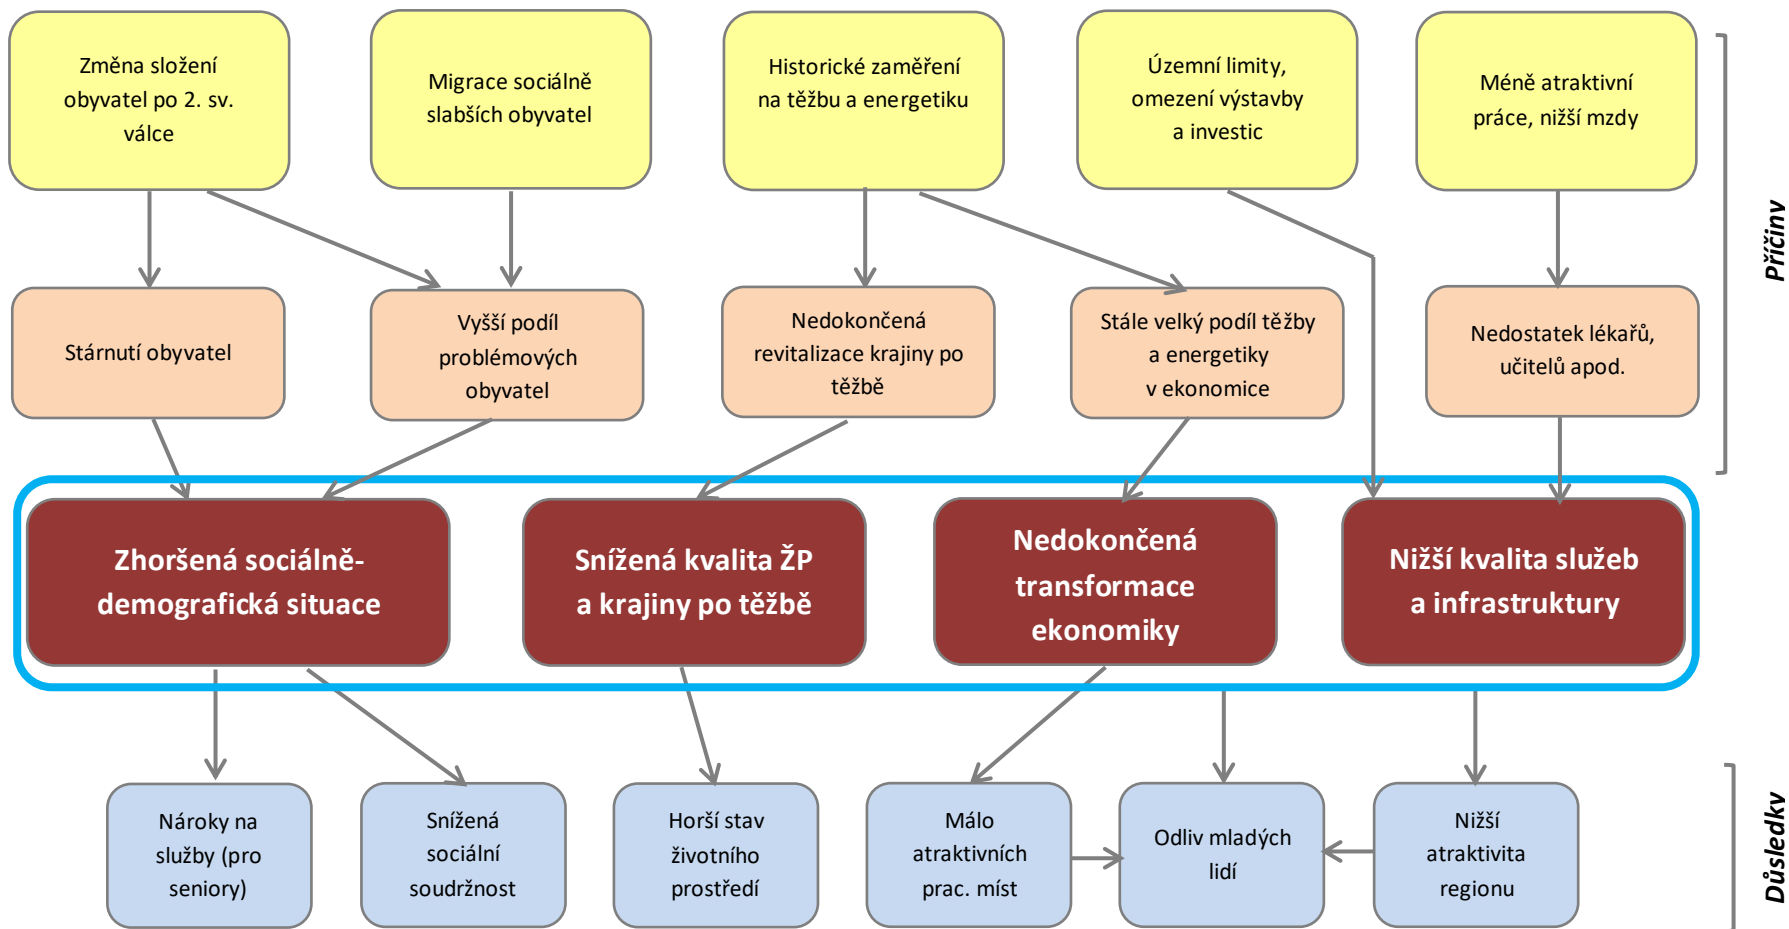 Změna složení
obyvatel po 2. sv.
válce
Migrace sociálně
slabších obyvatel
Historické zaměření
na těžbu a energetiku
Územní limity,
omezení výstavby
a investic
Méně atraktivní
práce, nižší mzdy
Příčiny
Stárnutí obyvatel
Vyšší podíl
problémových
obyvatel
Nedokončená
revitalizace krajiny po
těžbě
Stále velký podíl těžby
a energetiky
v ekonomice
Nedostatek lékařů,
učitelů apod.
Zhoršená sociálně-
demografická situace
Snížená kvalita ŽP
a krajiny po těžbě
Nedokončená
transformace
ekonomiky
Nižší kvalita služeb
a infrastruktury
Nároky na
služby (pro
seniory)
Snížená
sociální
soudržnost
Horší stav
životního
prostředí
Málo
atraktivních
prac. míst
Odliv mladých
lidí
Nižší
atraktivita
regionu
Důsledky